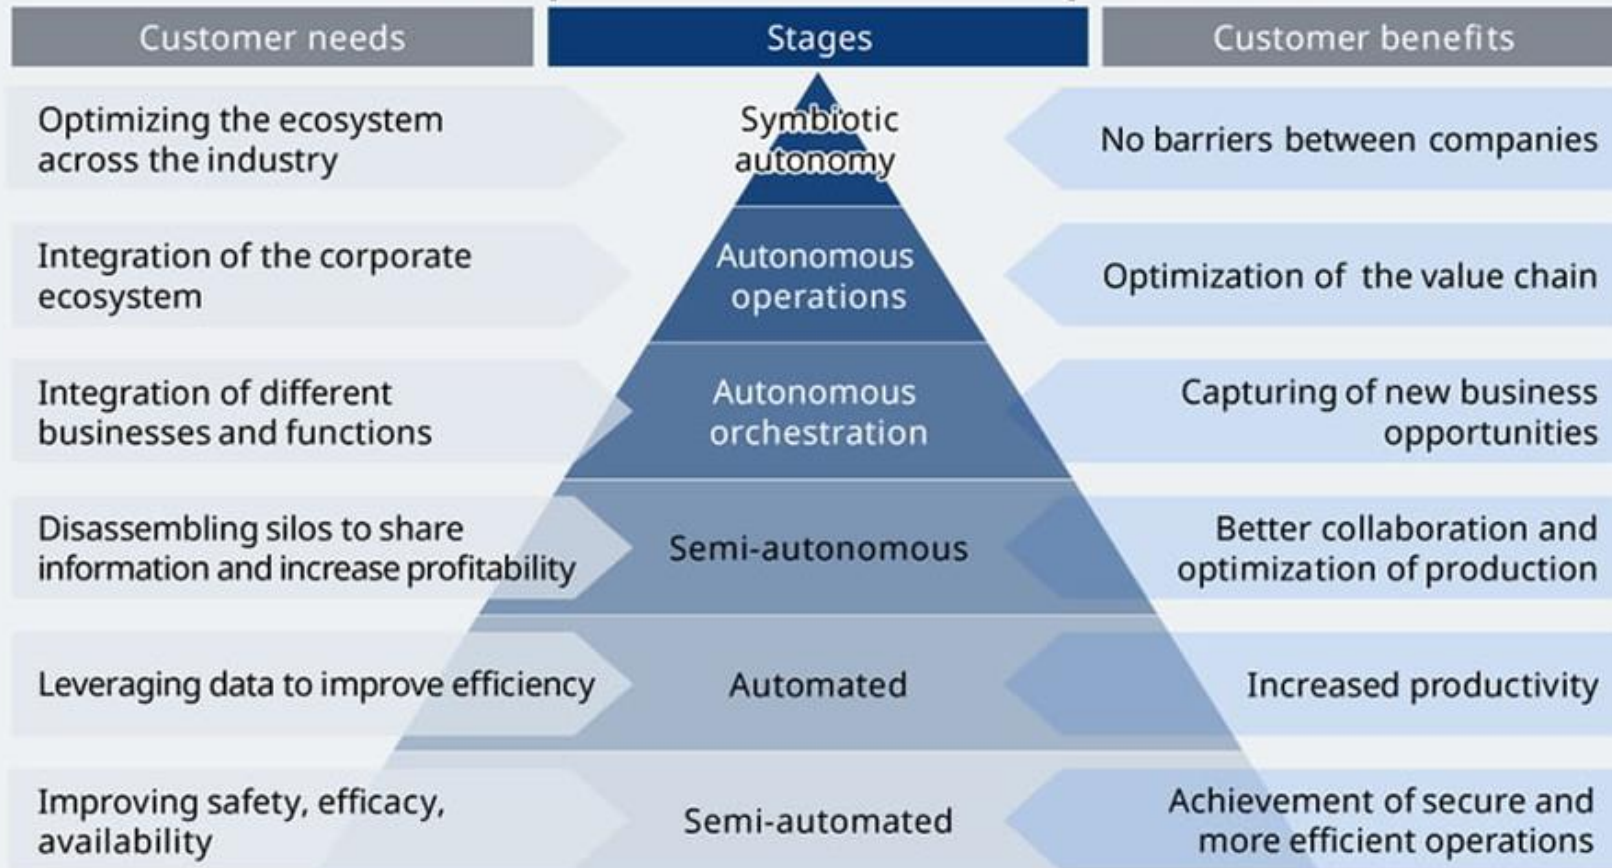 Customer needs
Stages
Customer benefits
Optimizing the ecosystem
across the industry
Symbiotic
autonomy
No barriers between companies
Integration of the corporate
ecosystem
Autonomous
operations
Optimization of the value chain
Integration of different
businesses and functions
Autonomous
orchestration
Capturing of new business
opportunities
Disassembling silos to share
information and increase profitability
Semi-autonomous
Better collaboration and
optimization of production
Leveraging data to improve efficiency
Automated
Increased productivity
Improving safety, efficacy,
availability
Semi-automated
Achievement of secure and
more efficient operations